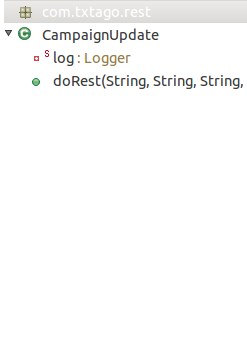 com.txtago.rest
CampaignUpdate
S log : Logger
doRest(String, String, String,